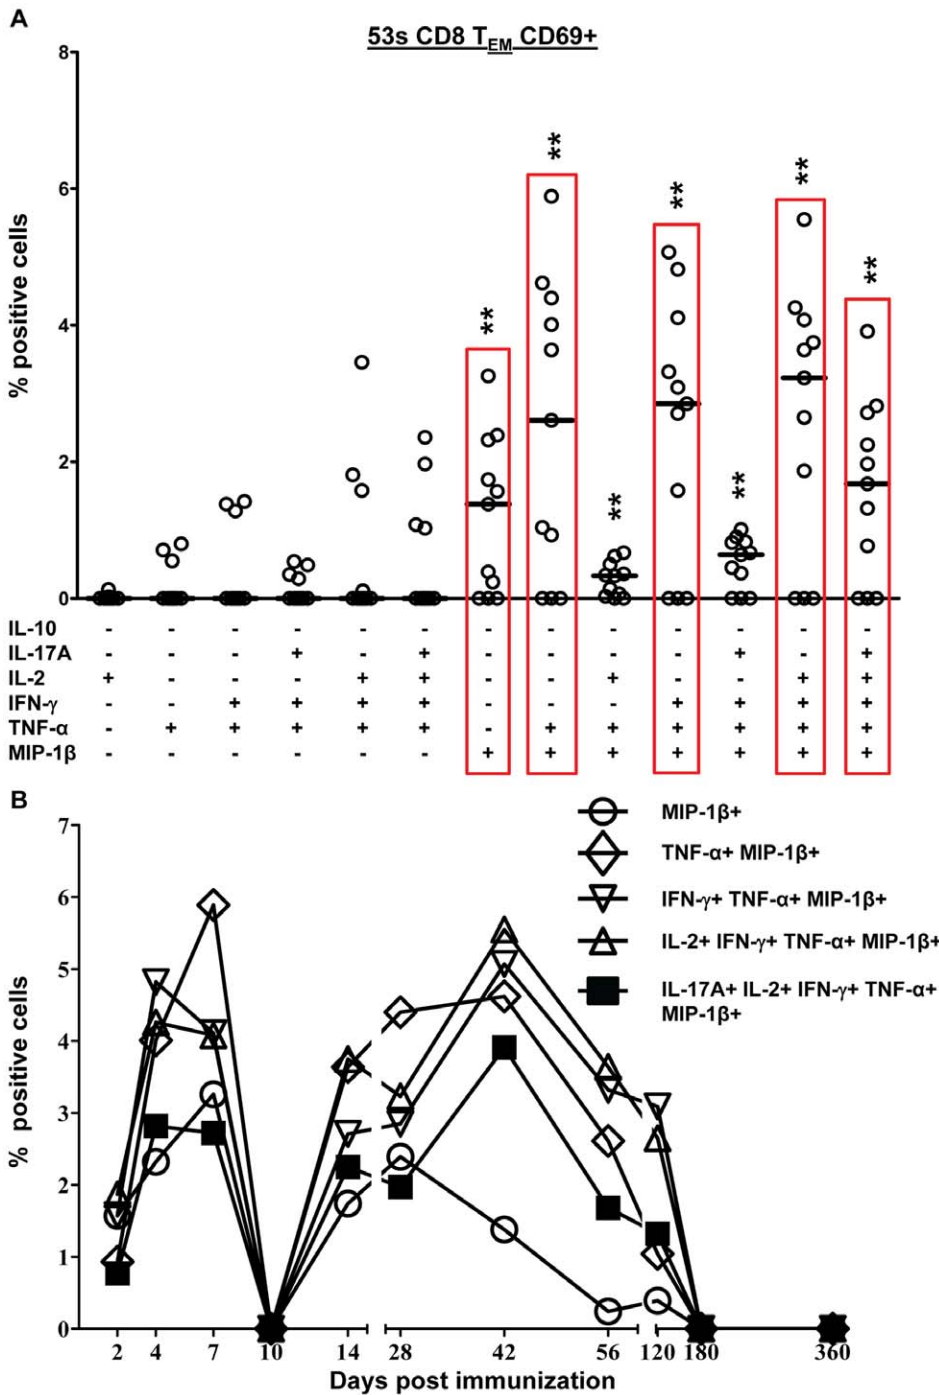 A
53s CD8 TEM CD69+
8
6
4
2
0
% positive cells
**
**
**
**
**
**
**
IL-10 - - - - - - - - - - - - -
IL-17A - - - + - + - - - - + - +
IL-2 + - - - + + - - + - - + +
IFN-γ - - + + + + - - - + + + +
TNF-α - + + + + - - + + + + + +
MIP-1β - - - - - - + + + + + + +
B
MIP-1β+
TNF-α+ MIP-1β+
IFN-γ+ TNF-α+ MIP-1β+
IL-2+ IFN-γ+ TNF-α+ MIP-1β+
IL-17A+ IL-2+ IFN-γ+ TNF-α+
MIP-1β+
7
6
5
4
3
2
1
0
% positive cells
2 4 7 10 14 28 42 56 120 180 360
Days post immunization